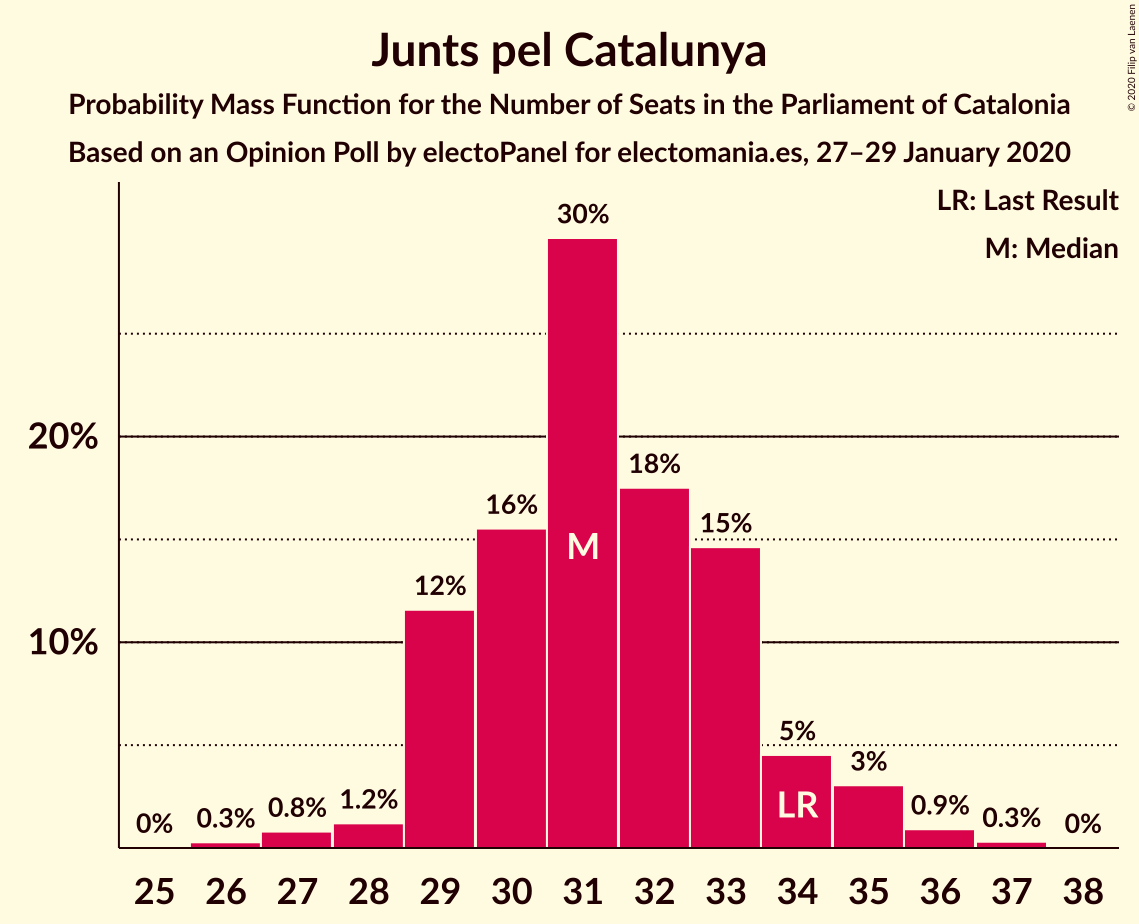 Junts pel Catalunya
Probability Mass Function for the Number of Seats in the Parliament of Catalonia
Based on an Opinion Poll by electoPanel for electomania.es, 27–29 January 2020
© 2020 Filip van Laenen
LR: Last Result
M: Median
30%
20%
18%
16%
15%
M
12%
10%
5%
3%
LR
1.2%
0.9%
0.8%
0.3%
0.3%
0%
0%
25 26 27 28 29 30 31 32 33 34 35 36 37 38